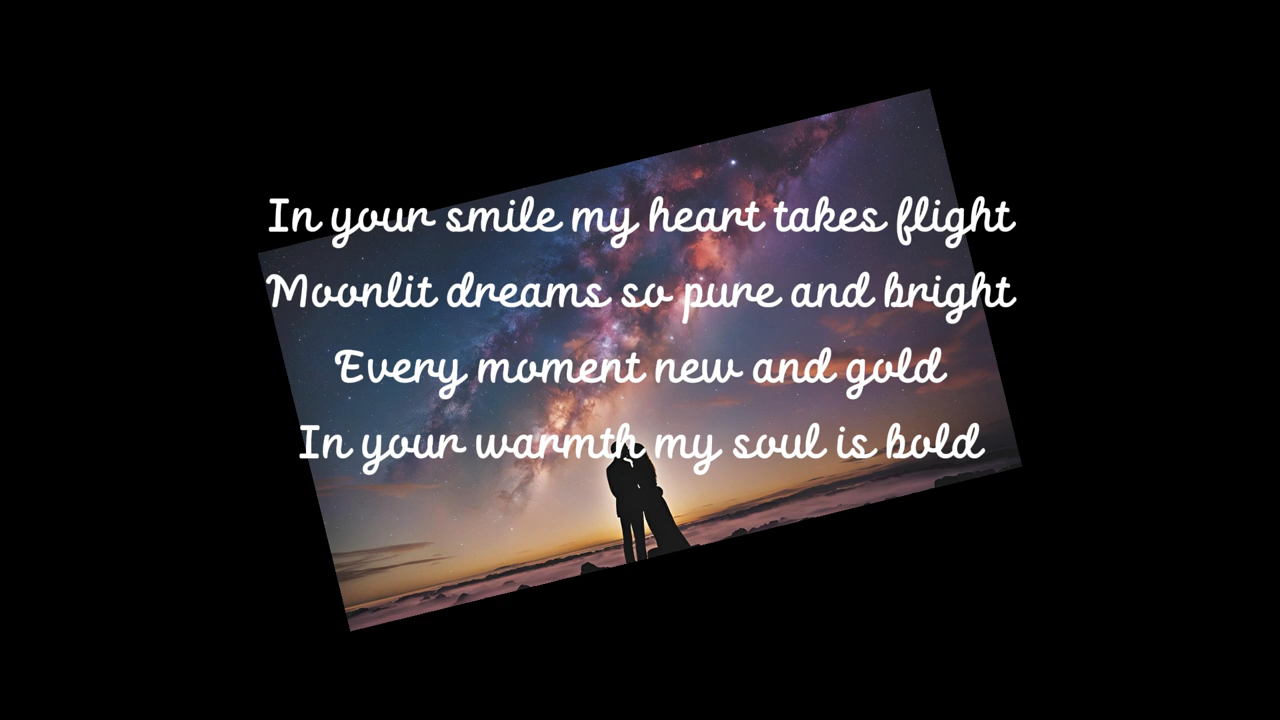 In your smile my heart takes flight
Moonlit dreams so pure and bright
Every moment new and gold
In your warmth my soul is bold